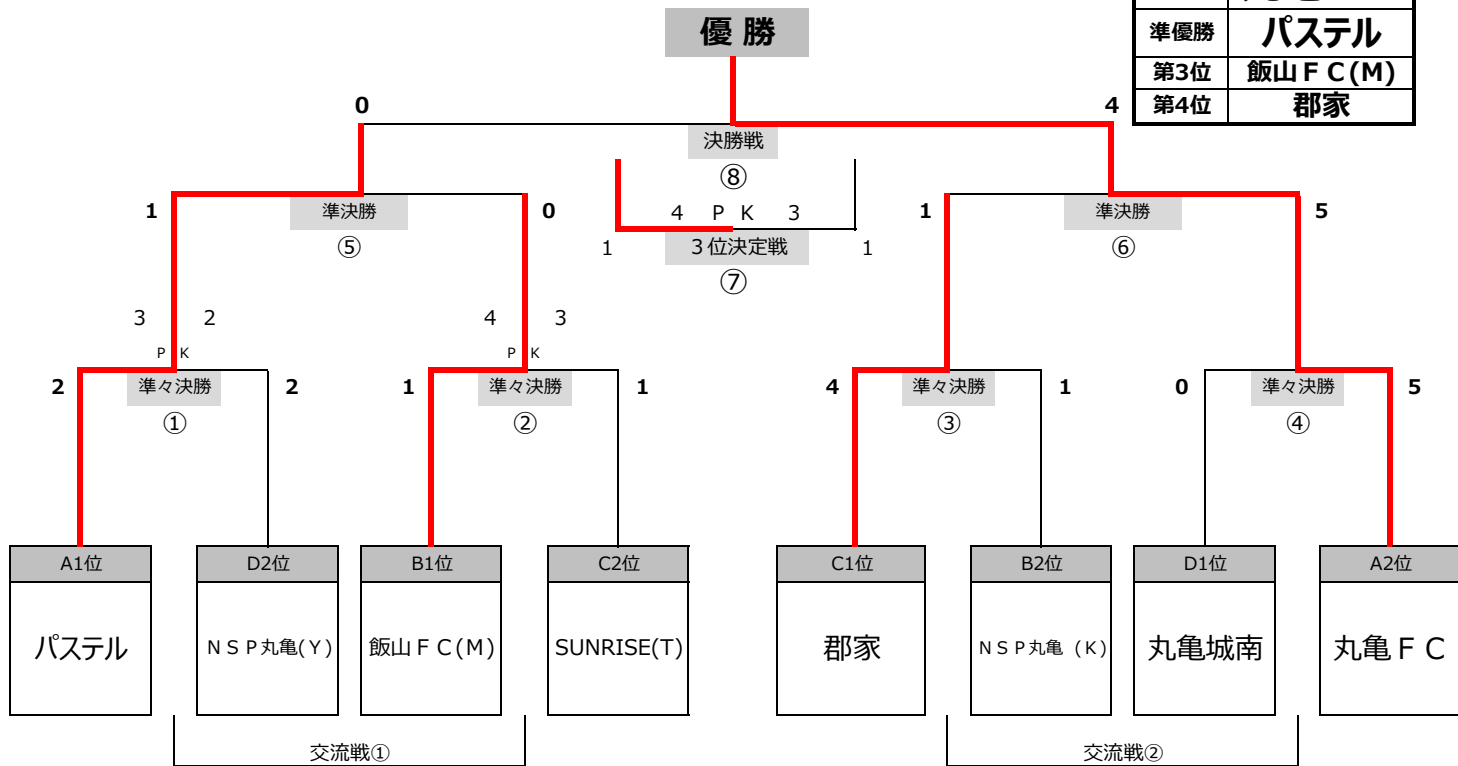 優 勝
準優勝 パステル
第3位 飯山ＦＣ(M)
第4位 郡家
0 4
決勝戦
⑧
4 P K 3
1 準決勝 0
1 ３位決定戦 1
1 準決勝 5
⑤ ⑦ ⑥
3 2 4 3
P K P K
2 準々決勝 2 1 準々決勝 1 4 準々決勝 1 0 準々決勝 5
① ② ③ ④
A1位 D2位 B1位 C2位 C1位 B2位 D1位 A2位
パステル ＮＳＰ丸亀(Y) 飯山ＦＣ(M) SUNRISE(T) 郡家 ＮＳＰ丸亀 (K) 丸亀城南 丸亀ＦＣ
交流戦① 交流戦②